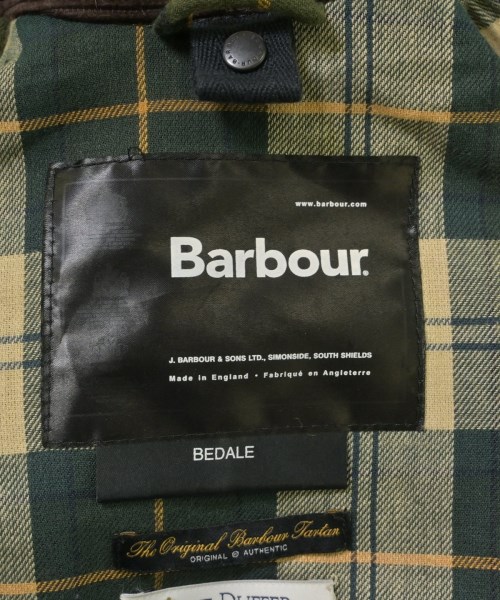 www.barbour.com
Barbour.
J. BARBOUR & SONS LTD., SIMONSIDE, SOUTH SHIELDS
Made in England • Fabriqué en Angleterre
BEDALE
The Original Barbour Tartan
ORIGINAL @ AUTHENTIC
DUFFER